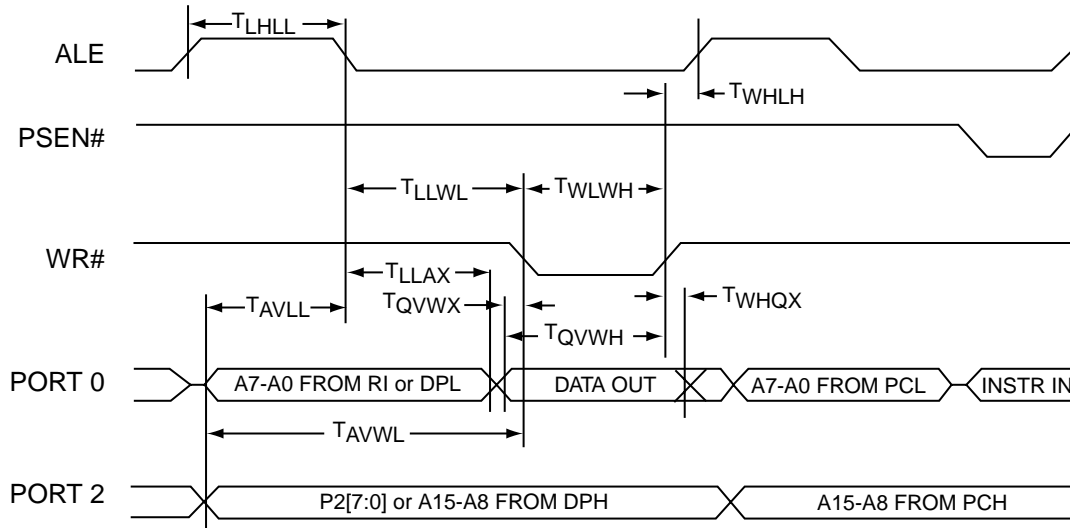 TLHLL
ALE
TWHLH
PSEN#
TLLWL
TWLWH
WR#
TLLAX
TAVLL
TQVWX
TWHQX
TQVWH
PORT 0
A7-A0 FROM RI or DPL
DATA OUT
A7-A0 FROM PCL
INSTR IN
TAVWL
PORT 2
P2[7:0] or A15-A8 FROM DPH
A15-A8 FROM PCH